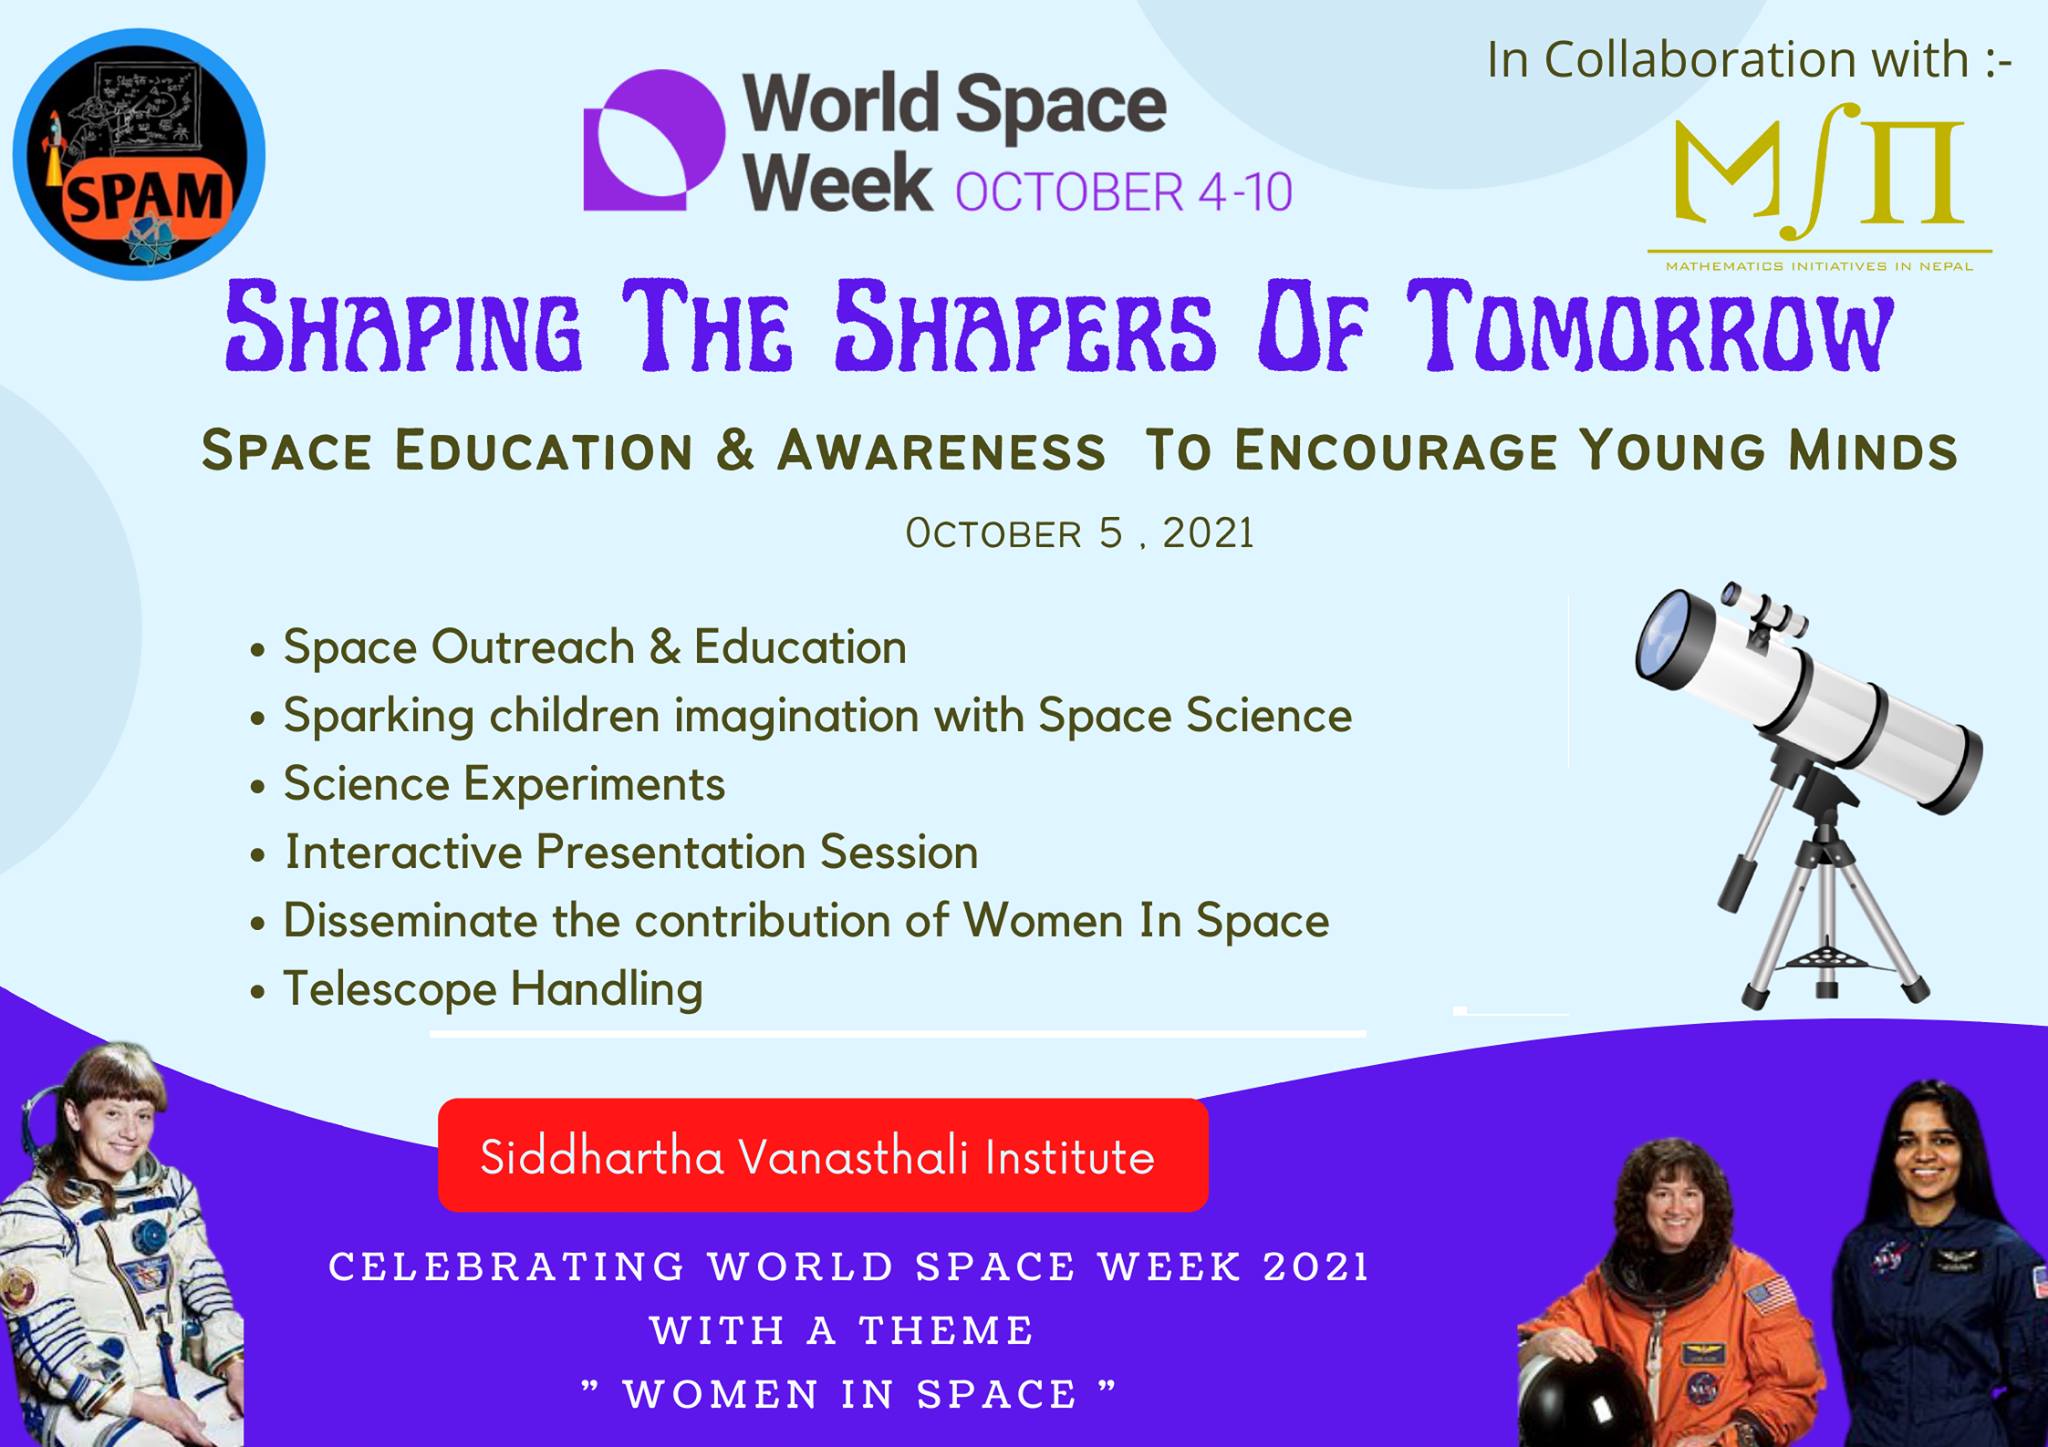 SPAM
World Space
Week OCTOBER 4-10
In Collaboration with :-
M∫Π
MATHEMATICS INITIATIVES IN NEPAL
SHAPING THE SHAPERS OF TOMORROW
SPACE EDUCATION & AWARENESS TO ENCOURAGE YOUNG MINDS
OCTOBER 5 , 2021
• Space Outreach & Education
• Sparking children imagination with Space Science
• Science Experiments
• Interactive Presentation Session
• Disseminate the contribution of Women In Space
• Telescope Handling
Siddhartha Vanasthali Institute
CELEBRATING WORLD SPACE WEEK 2021
WITH A THEME
” WOMEN IN SPACE ”